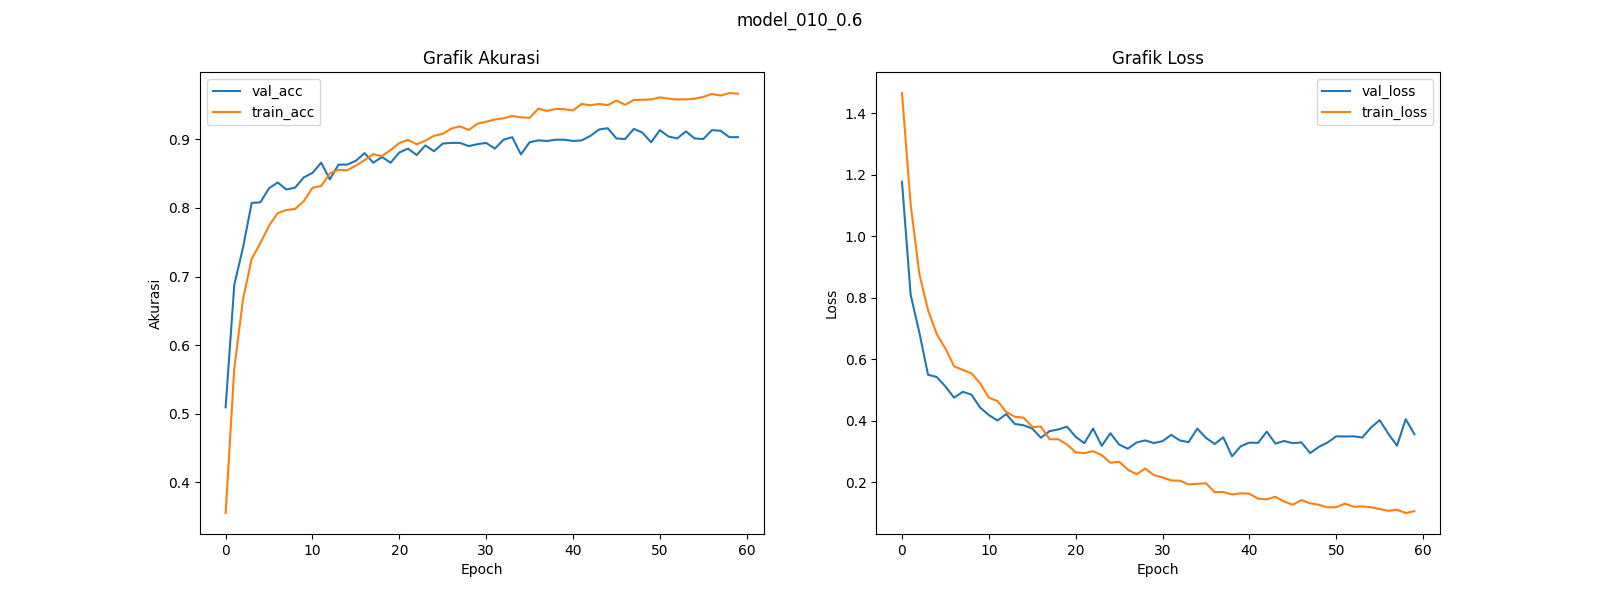 model_010_0.6
Grafik Akurasi
val_acc
train_acc
0.9
0.8
0.7
0.6
0.5
0.4
Akurasi
0 10 20 30 40 50 60
Epoch
Grafik Loss
val_loss
train_loss
1.4
1.2
1.0
0.8
0.6
0.4
0.2
Loss
0 10 20 30 40 50 60
Epoch